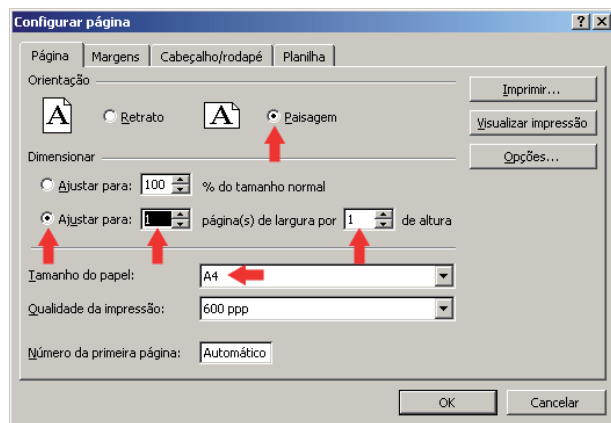 Configurar página
Página Margens Cabeçalho/rodapé Planilha
Orientação
A Retrato A Paisagem
Imprimir...
Visualizar impressão
Opções...
Dimensionar
Ajustar para: 100 % do tamanho normal
Ajustar para: 1 página(s) de largura por 1 de altura
Tamanho do papel: A4
Qualidade da impressão: 600 ppp
Número da primeira página: Automático
OK Cancelar